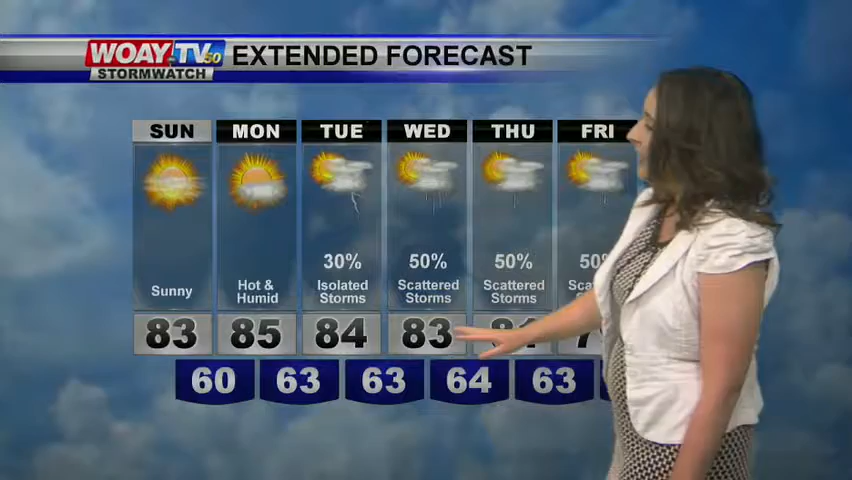 WOAY-TV 50 EXTENDED FORECAST
STORMWATCH
SUN MON TUE WED THU FRI
30% 50% 50% 50%
Sunny Hot & Humid Isolated Storms Scattered Storms Scattered Storms
83 85 84 83
60 63 63 64 63